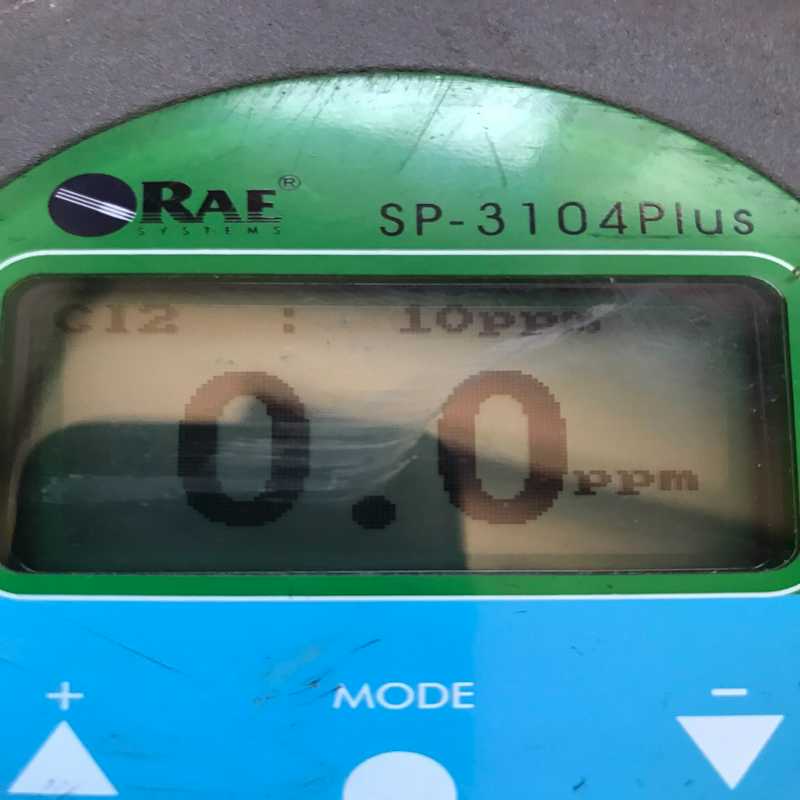 RAE®
SYSTEMS
SP-3104Plus
Cl2 : 10ppm
0.0ppm
+ MODE -